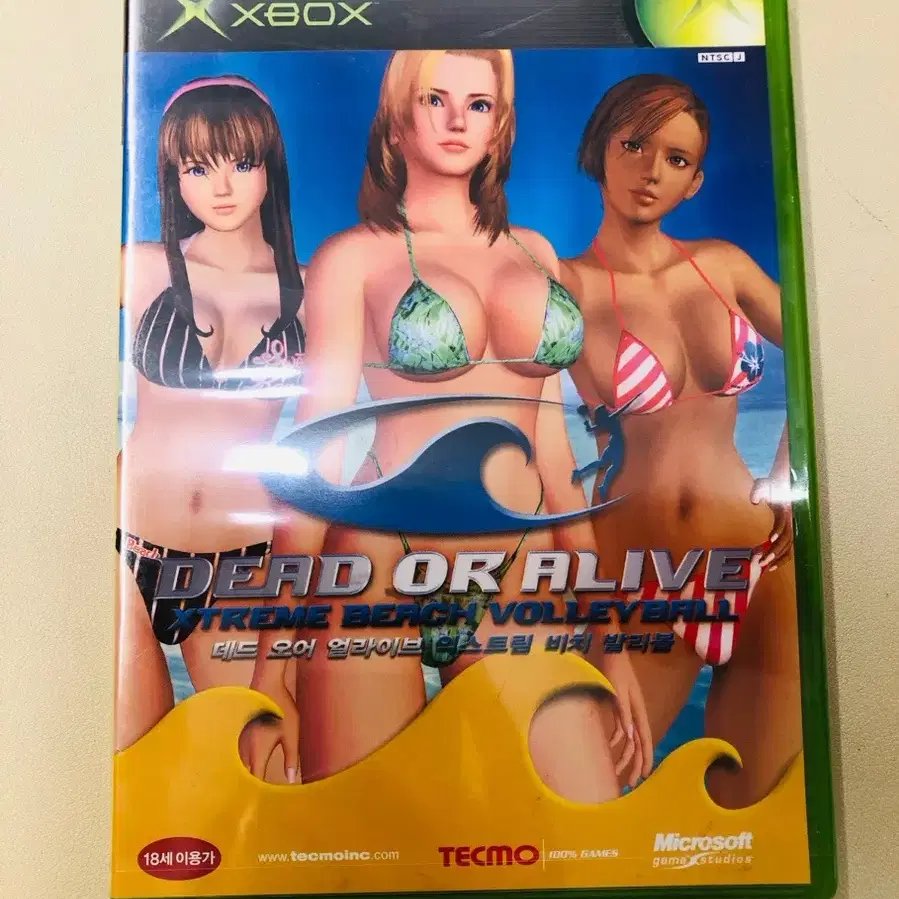 XBOX
NTSC J
DEAD OR ALIVE
XTREME BEACH VOLLEYBALL
데드 오어 얼라이브 익스트림 비치 발리볼
18세 이용가
www.tecmoinc.com
TECMO
100% GAMES
Microsoft
game studios